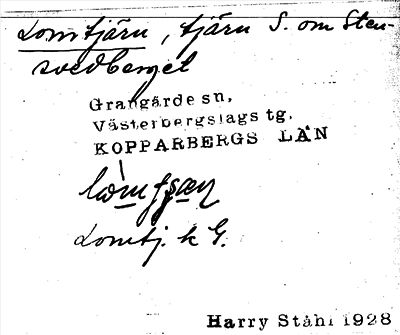 Lomtjärn, tjärn S. om Sten-
svedberget
Grangärde sn,
Västerbergslags tg.
KOPPARBERGS LÄN
Lomtj. k G.
Harry Ståhl 1928